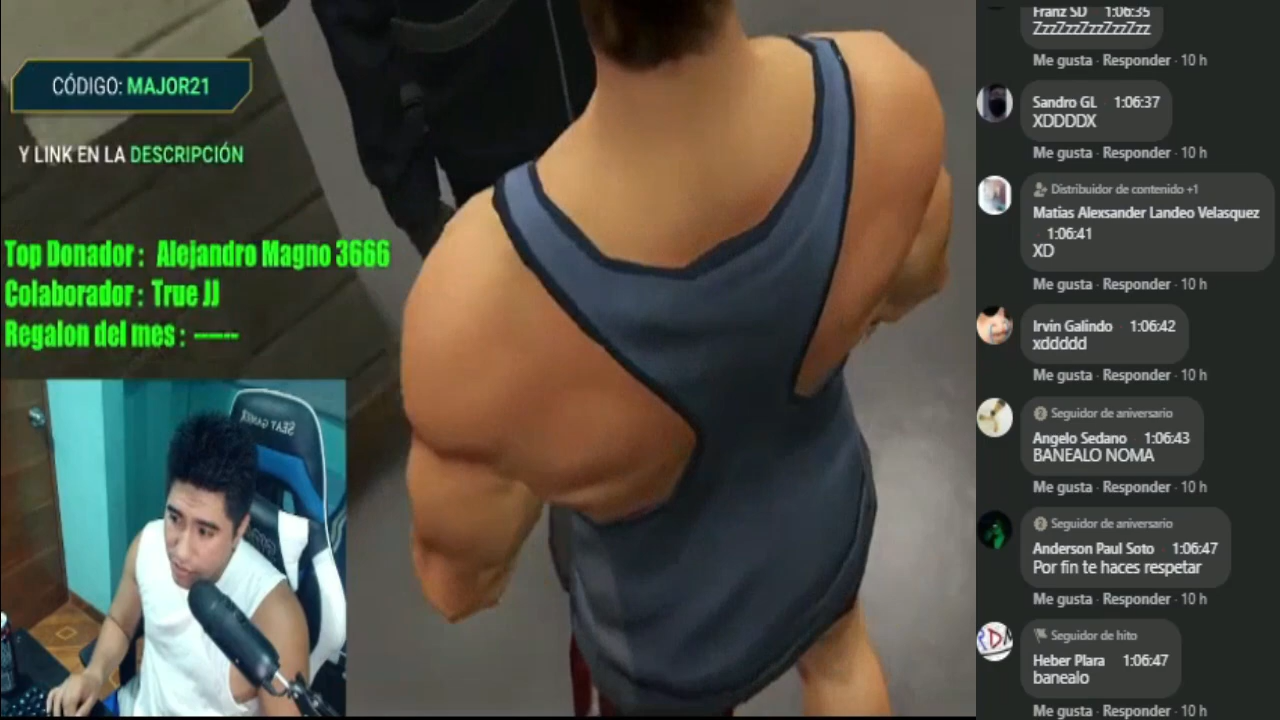 CÓDIGO: MAJOR21
Y LINK EN LA DESCRIPCIÓN
Top Donador : Alejandro Magno 3666
Colaborador : True JJ
Regalon del mes : ------
Franz SD 1:06:35
ZzzZzzZzzZzzZzz
Me gusta · Responder · 10 h
Sandro GL 1:06:37
XDDDDX
Me gusta · Responder · 10 h
Distribuidor de contenido +1
Matias Alexsander Landeo Velasquez
· 1:06:41
XD
Me gusta · Responder · 10 h
Irvin Galindo · 1:06:42
xddddd
Me gusta · Responder · 10 h
Seguidor de aniversario
Angelo Sedano · 1:06:43
BANEALO NOMA
Me gusta · Responder · 10 h
Seguidor de aniversario
Anderson Paul Soto · 1:06:47
Por fin te haces respetar
Me gusta · Responder · 10 h
Seguidor de hito
Heber Plara 1:06:47
banealo
Me gusta · Responder · 10 h